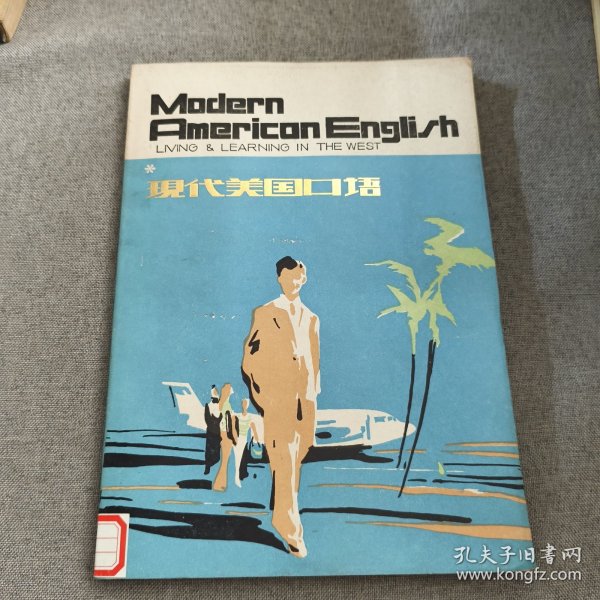 Modern
American English
LIVING & LEARNING IN THE WEST
*現代美国口语
孔夫子旧书网
www.kongfz.com